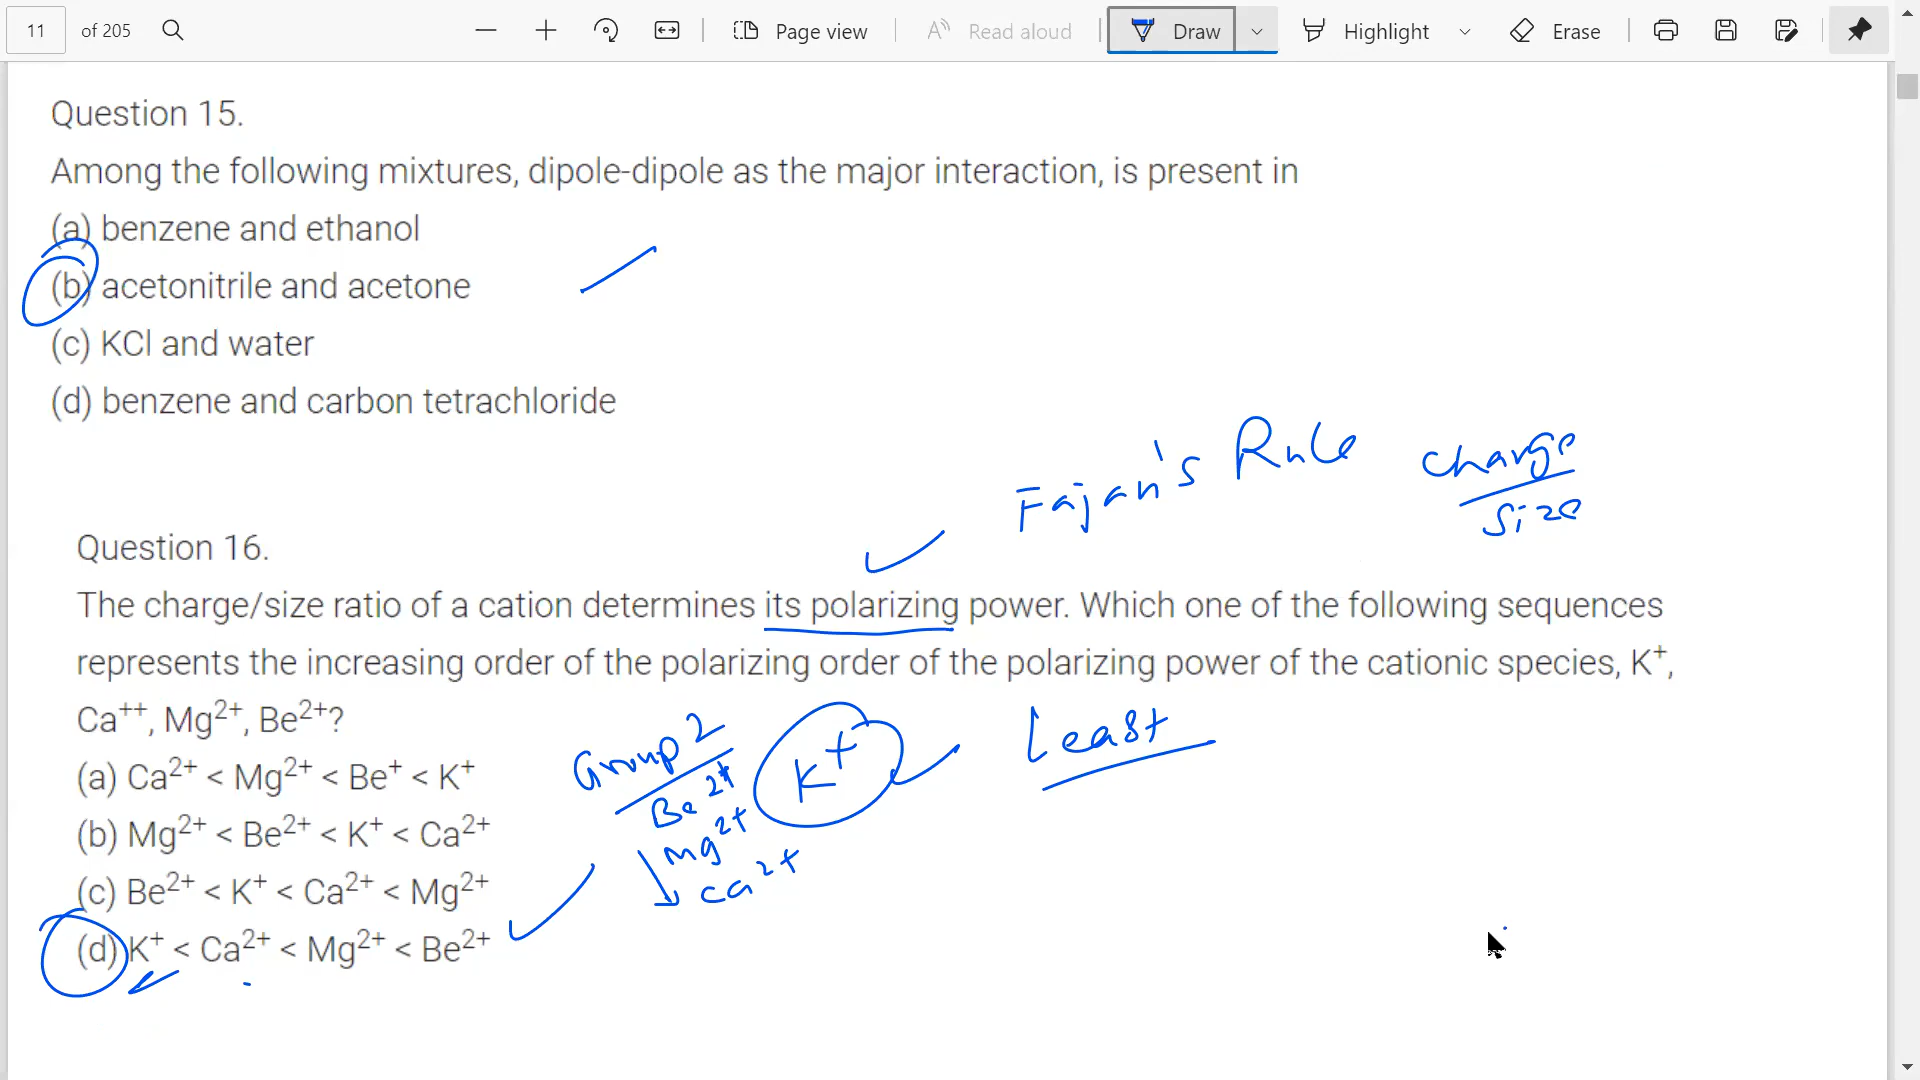 11 of 205 Page view Read aloud Draw Highlight Erase
Question 15.
Among the following mixtures, dipole-dipole as the major interaction, is present in
(a) benzene and ethanol
(b) acetonitrile and acetone
(c) KCl and water
(d) benzene and carbon tetrachloride
Fajan's Rule charge
size
Question 16.
The charge/size ratio of a cation determines its polarizing power. Which one of the following sequences
represents the increasing order of the polarizing order of the polarizing power of the cationic species, K⁺,
Ca⁺⁺, Mg²⁺, Be²⁺?
Group 2
K⁺
Least
(a) Ca²⁺ < Mg²⁺ < Be⁺ < K⁺
Be²⁺
(b) Mg²⁺ < Be²⁺ < K⁺ < Ca²⁺
Mg²⁺
(c) Be²⁺ < K⁺ < Ca²⁺ < Mg²⁺
Ca²⁺
(d) K⁺ < Ca²⁺ < Mg²⁺ < Be²⁺